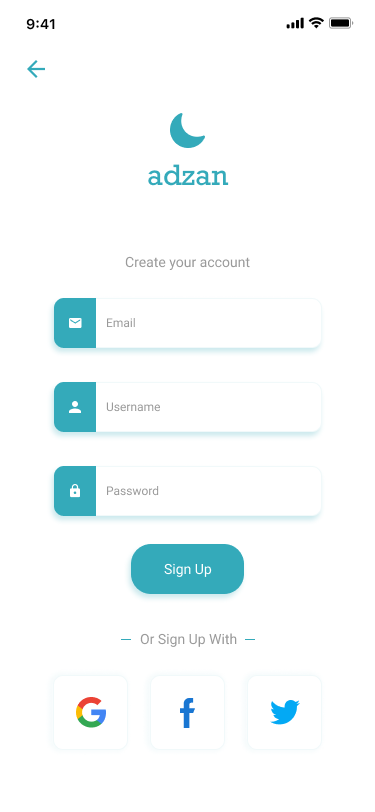 9:41
adzan
Create your account
Email
Username
Password
Sign Up
Or Sign Up With